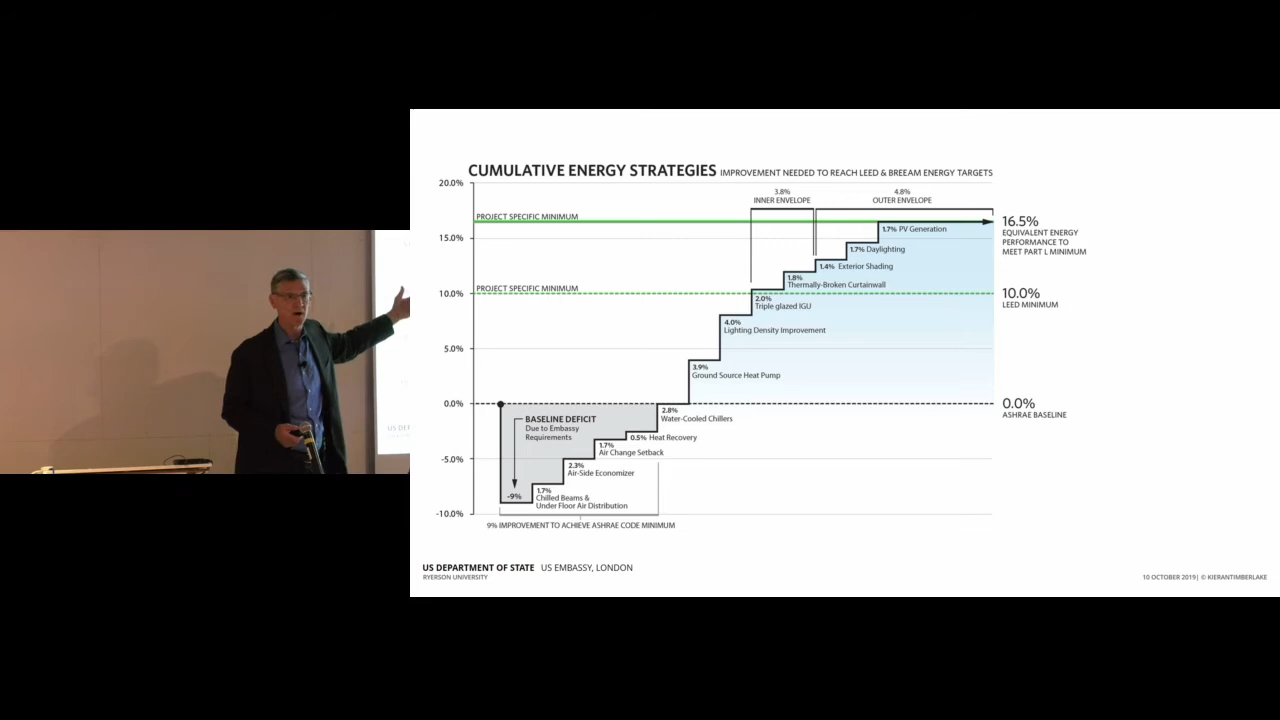 CUMULATIVE ENERGY STRATEGIES IMPROVEMENT NEEDED TO REACH LEED & BREEAM ENERGY TARGETS
20.0%
3.8%
INNER ENVELOPE
4.8%
OUTER ENVELOPE
PROJECT SPECIFIC MINIMUM
16.5%
EQUIVALENT ENERGY
PERFORMANCE TO
MEET PART L MINIMUM
1.7% PV Generation
15.0%
1.7% Daylighting
1.4% Exterior Shading
1.8%
Thermally-Broken Curtainwall
PROJECT SPECIFIC MINIMUM
10.0%
10.0%
LEED MINIMUM
2.0%
Triple glazed IGU
4.0%
Lighting Density Improvement
5.0%
3.9%
Ground Source Heat Pump
0.0%
0.0%
ASHRAE BASELINE
2.8%
Water-Cooled Chillers
BASELINE DEFICIT
Due to Embassy
Requirements
0.5% Heat Recovery
1.7%
Air Change Setback
-5.0%
2.3%
Air-Side Economizer
-9%
1.7%
Chilled Beams &
Under Floor Air Distribution
-10.0%
9% IMPROVEMENT TO ACHIEVE ASHRAE CODE MINIMUM
US DEPARTMENT OF STATE US EMBASSY, LONDON
RYERSON UNIVERSITY
10 OCTOBER 2019| © KIERANTIMBERLAKE